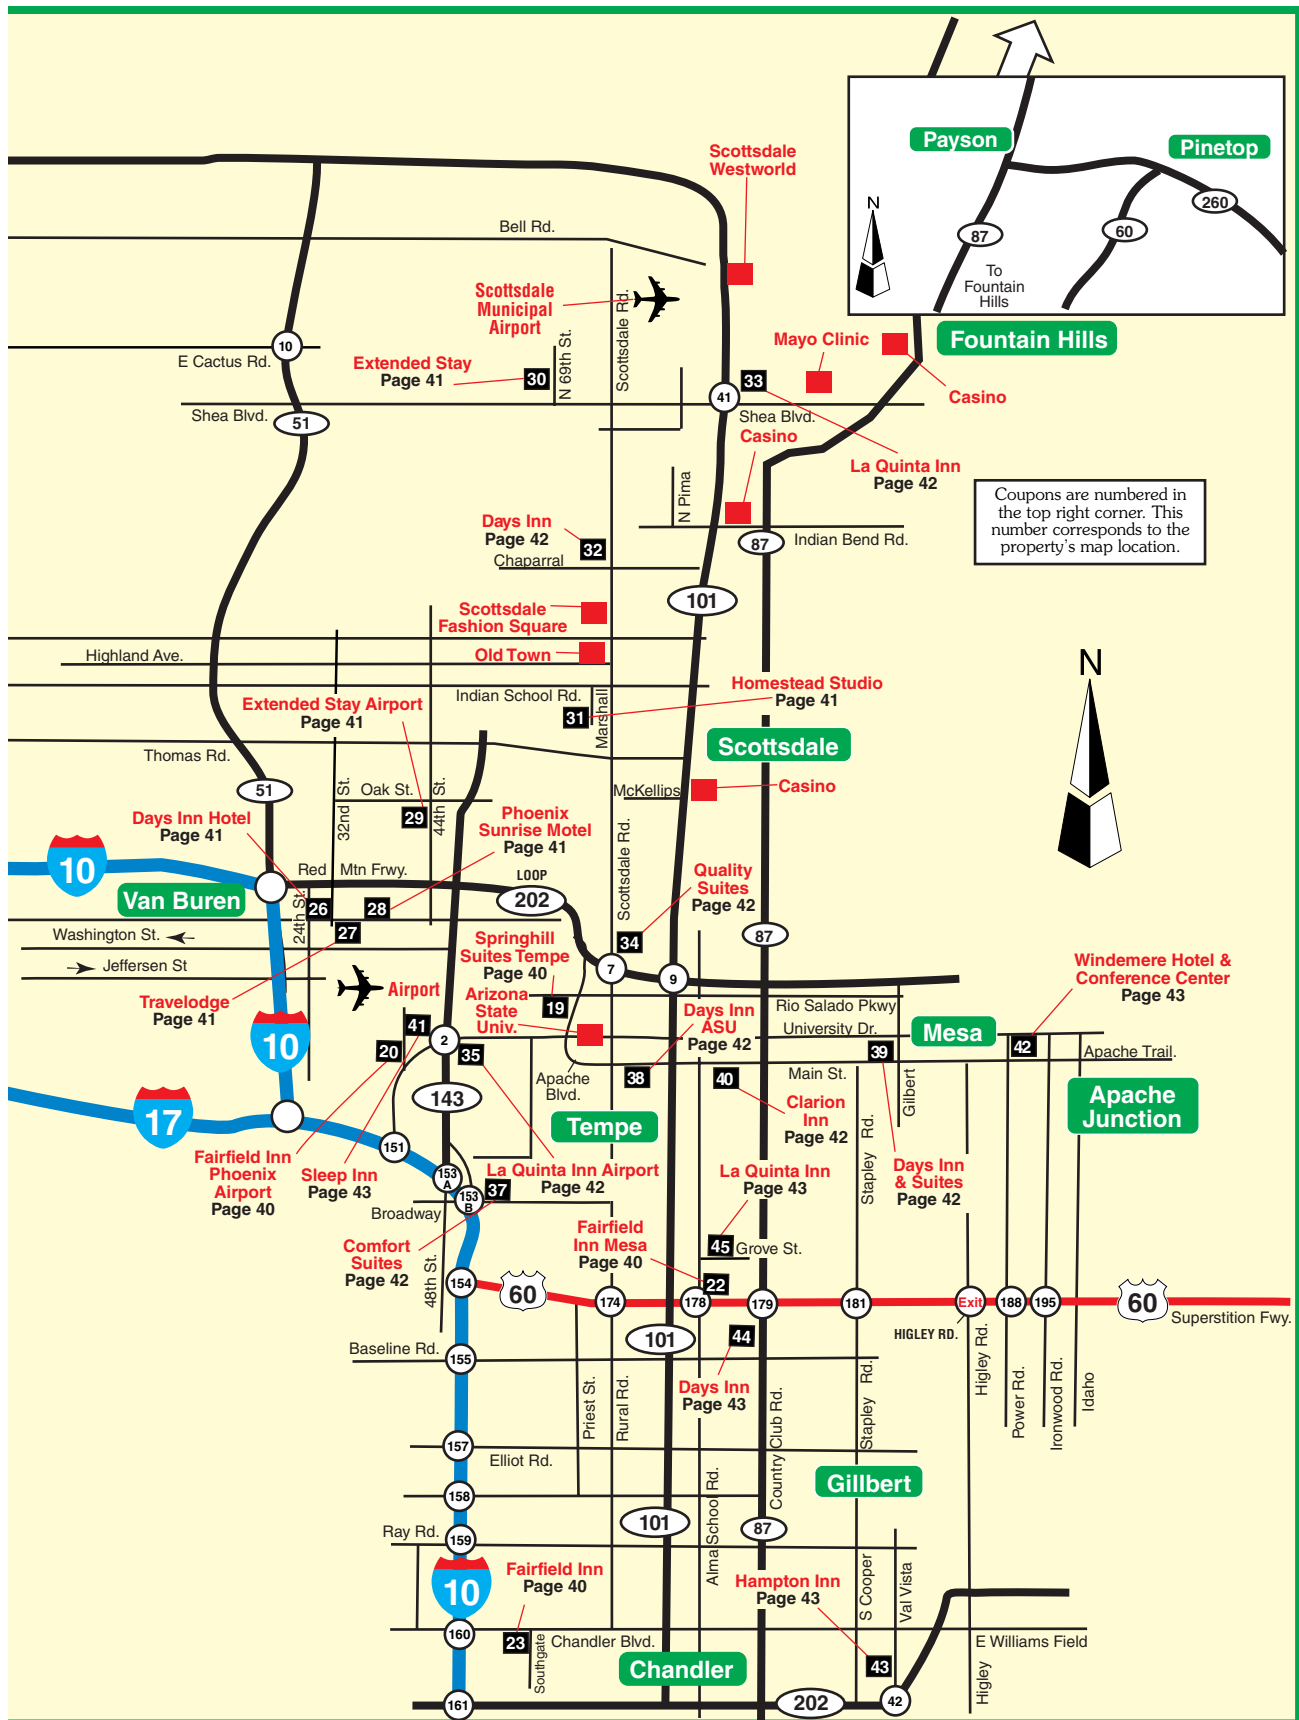 Payson
Pinetop
N
260
60
87
To
Fountain
Hills
Scottsdale
Westworld
Bell Rd.
Scottsdale
Municipal
Airport
Scottsdale Rd.
N 69th St.
Fountain Hills
Mayo Clinic
Casino
10
E Cactus Rd.
Extended Stay
Page 41
30
33
41
Shea Blvd.
Shea Blvd.
51
Casino
La Quinta Inn
Page 42
N Pima
Coupons are numbered in
the top right corner. This
number corresponds to the
property's map location.
Days Inn
Page 42
32
Chaparral
87
Indian Bend Rd.
101
Scottsdale
Fashion Square
Highland Ave.
Old Town
N
Indian School Rd.
Marshall
31
Homestead Studio
Page 41
Extended Stay Airport
Page 41
Scottsdale
Thomas Rd.
51
32nd St.
Oak St.
44th St.
29
McKellips
Casino
Days Inn Hotel
Page 41
Phoenix
Sunrise Motel
Page 41
Scottsdale Rd.
10
Red Mtn Frwy.
LOOP
202
Quality
Suites
Page 42
Van Buren
24th St.
26
28
27
34
87
Washington St.
Jeffersen St
Springhill
Suites Tempe
Page 40
7
9
Windemere Hotel &
Conference Center
Page 43
Travelodge
Page 41
Airport
Arizona
State
Univ.
19
Rio Salado Pkwy
Days Inn
ASU
Page 42
University Dr.
Mesa
10
41
20
2
35
39
42
Apache Trail.
Apache
Blvd.
38
40
Main St.
Gilbert
143
Clarion
Inn
Page 42
Apache
Junction
17
Tempe
Stapley Rd.
151
Fairfield Inn
Phoenix
Airport
Page 40
Sleep Inn
Page 43
153
A
153
B
La Quinta Inn Airport
Page 42
37
La Quinta Inn
Page 43
Days Inn
& Suites
Page 42
Broadway
Comfort
Suites
Page 42
48th St.
Fairfield
Inn Mesa
Page 40
45
Grove St.
22
154
60
174
178
179
181
Exit
188
195
60
Superstition Fwy.
HIGLEY RD.
101
44
Baseline Rd.
155
Days Inn
Page 43
Priest St.
Rural Rd.
Country Club Rd.
Stapley Rd.
Higley Rd.
Power Rd.
Ironwood Rd.
Idaho
157
Elliot Rd.
Gillbert
158
Alma School Rd.
101
87
Ray Rd.
159
10
Fairfield Inn
Page 40
Hampton Inn
Page 43
S Cooper
Val Vista
160
23
Southgate
Chandler Blvd.
E Williams Field
Chandler
43
Higley
161
202
42